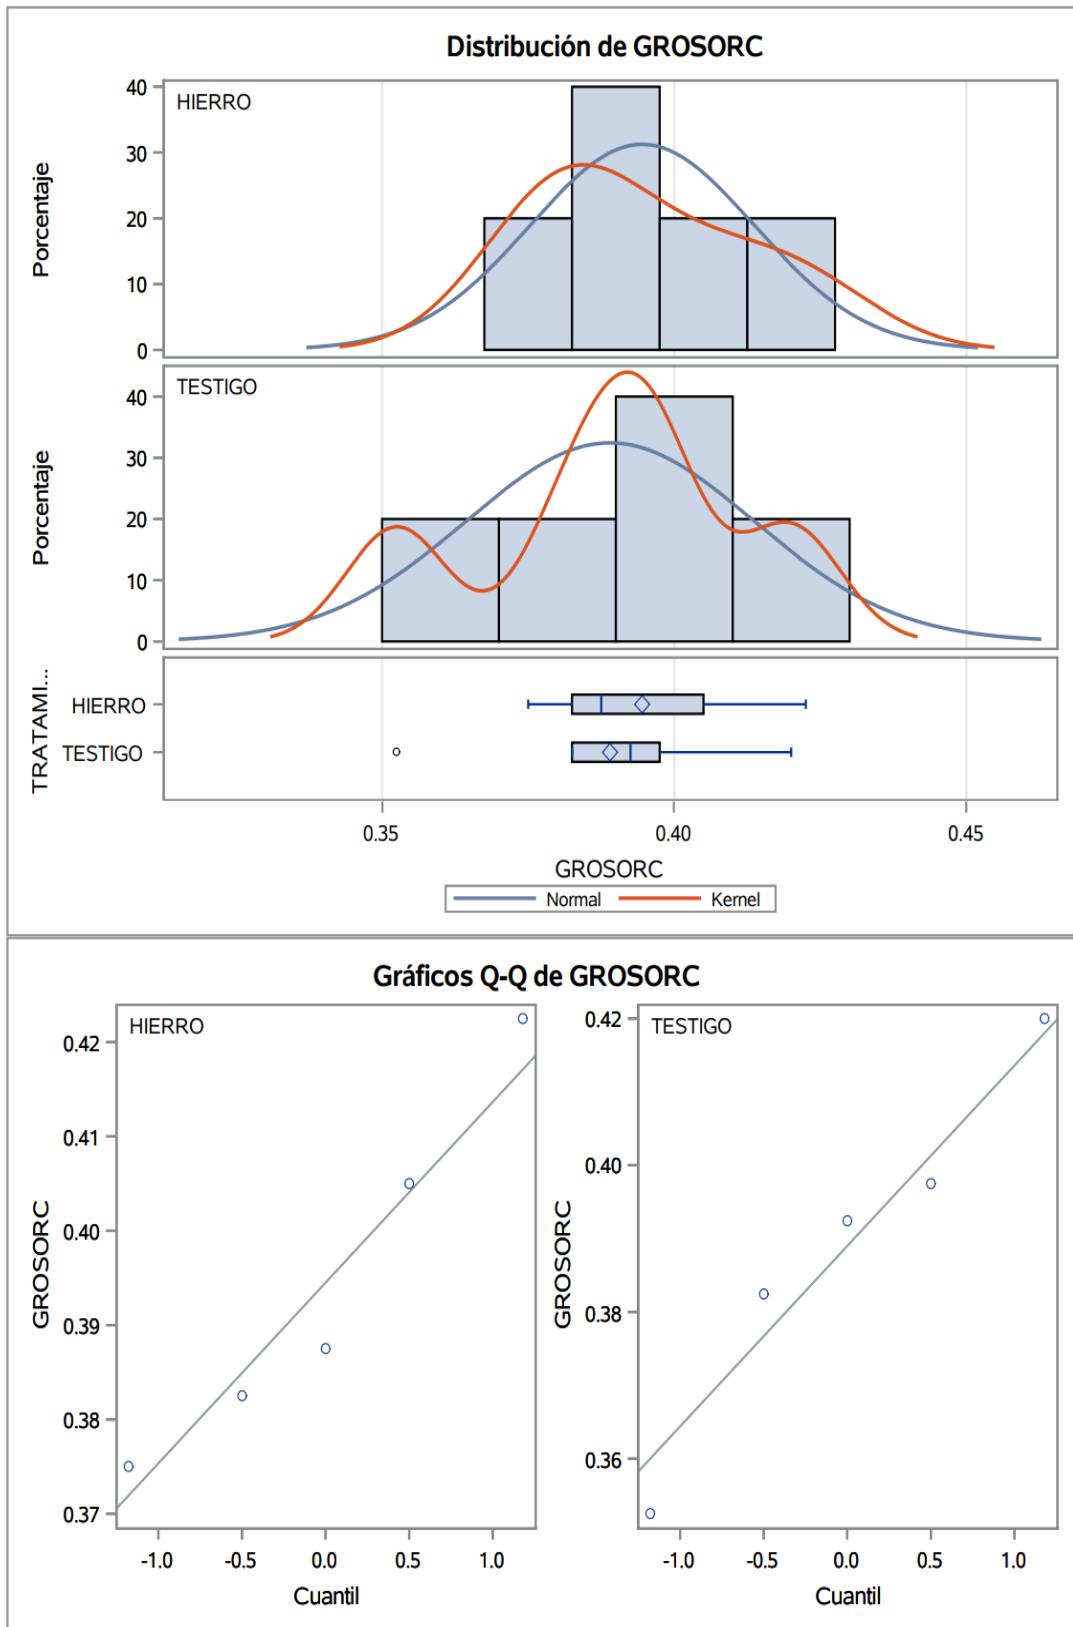 Distribución de GROSORC
HIERRO
Porcentaje
40
30
20
10
0
TESTIGO
Porcentaje
40
30
20
10
0
TRATAMI...
HIERRO
TESTIGO
0.35 0.40 0.45
GROSORC
Normal Kernel
Gráficos Q-Q de GROSORC
HIERRO
GROSORC
0.42
0.41
0.40
0.39
0.38
0.37
-1.0 -0.5 0.0 0.5 1.0
Cuantil
TESTIGO
GROSORC
0.42
0.40
0.38
0.36
-1.0 -0.5 0.0 0.5 1.0
Cuantil